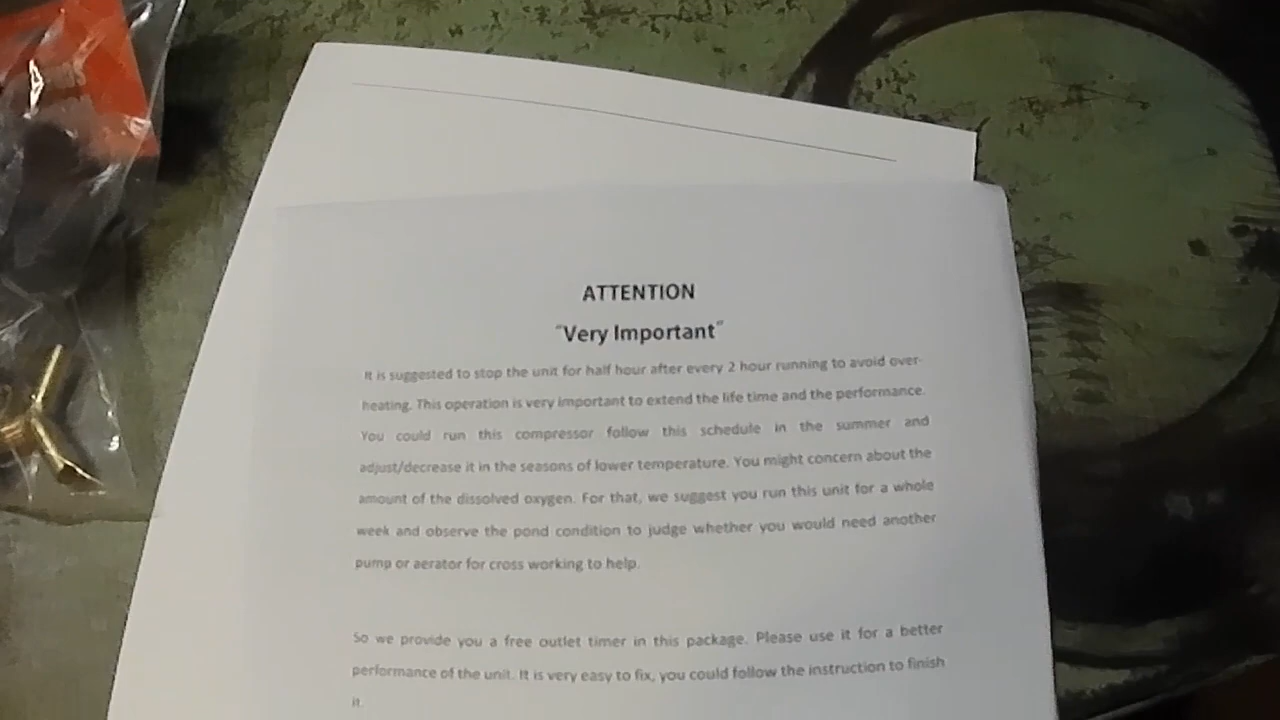 ATTENTION
"Very Important"
It is suggested to stop the unit for half hour after every 2 hour running to avoid over-
heating. This operation is very important to extend the life time and the performance.
You could run this compressor follow this schedule in the summer and
adjust/decrease it in the seasons of lower temperature. You might concern about the
amount of the dissolved oxygen. For that, we suggest you run this unit for a whole
week and observe the pond condition to judge whether you would need another
pump or aerator for cross working to help.
So we provide you a free outlet timer in this package. Please use it for a better
performance of the unit. It is very easy to fix, you could follow the instruction to finish
it.